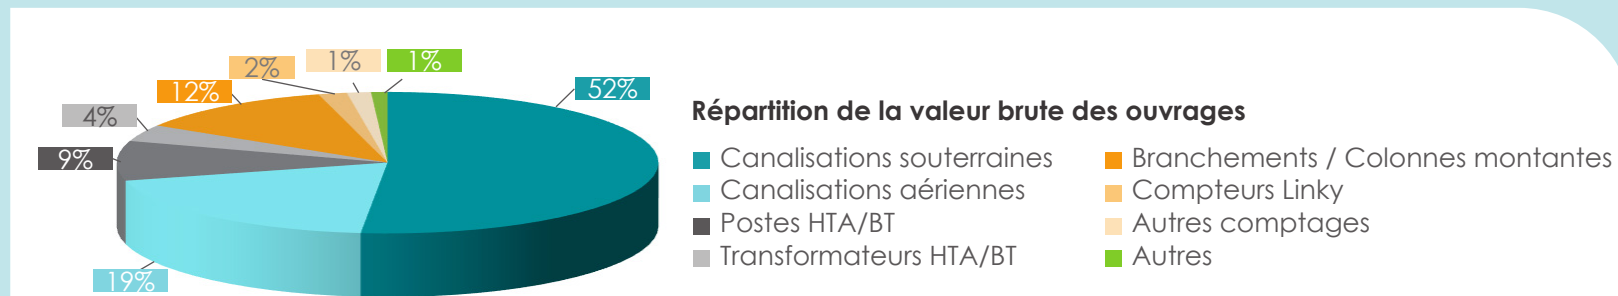 2%
1%
1%
52%
12%
4%
9%
19%
Répartition de la valeur brute des ouvrages
Canalisations souterraines
Canalisations aériennes
Postes HTA/BT
Transformateurs HTA/BT
Branchements / Colonnes montantes
Compteurs Linky
Autres comptages
Autres